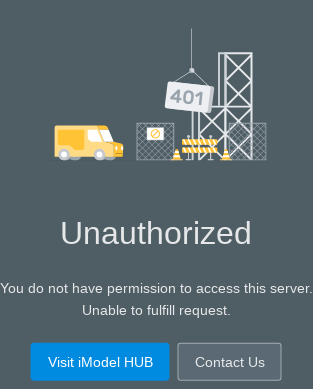 401
Unauthorized
You do not have permission to access this server.
Unable to fulfill request.
Visit iModel HUB
Contact Us